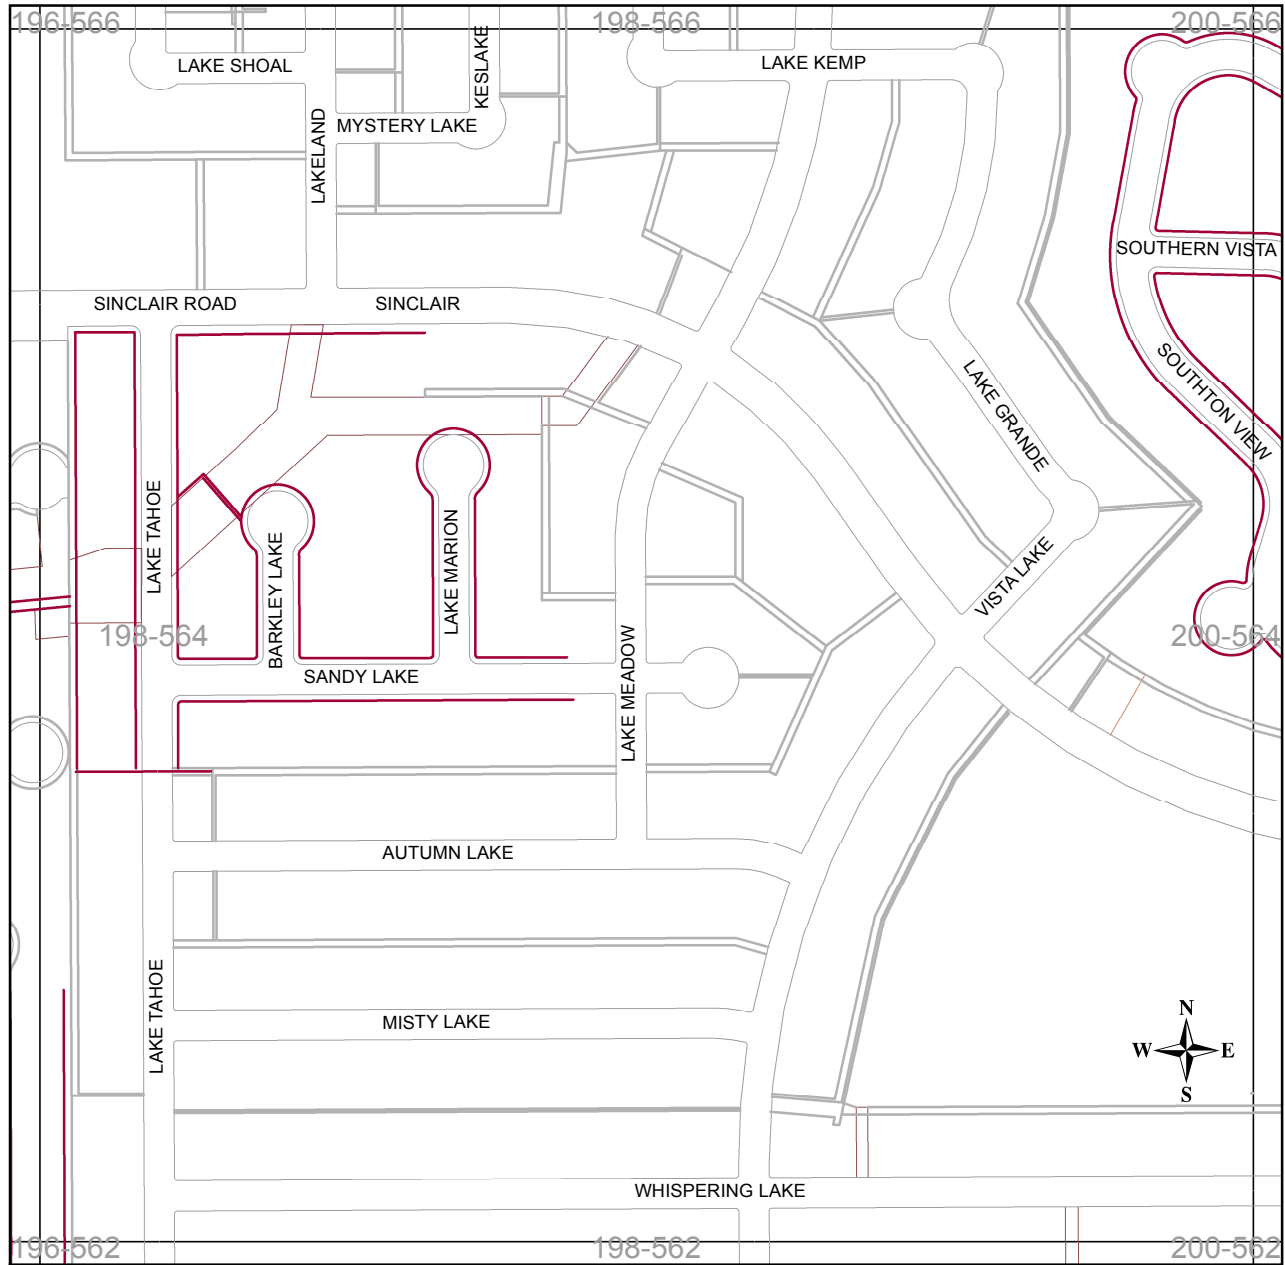 196-566
198-566
200-566
LAKE SHOAL
KESLAKE
LAKE KEMP
MYSTERY LAKE
LAKELAND
SOUTHERN VISTA
SINCLAIR ROAD
SINCLAIR
SOUTHTON VIEW
LAKE GRANDE
LAKE TAHOE
BARKLEY LAKE
LAKE MARION
VISTA LAKE
198-564
200-564
SANDY LAKE
LAKE MEADOW
AUTUMN LAKE
LAKE TAHOE
MISTY LAKE
N
W
E
S
WHISPERING LAKE
196-562
198-562
200-562